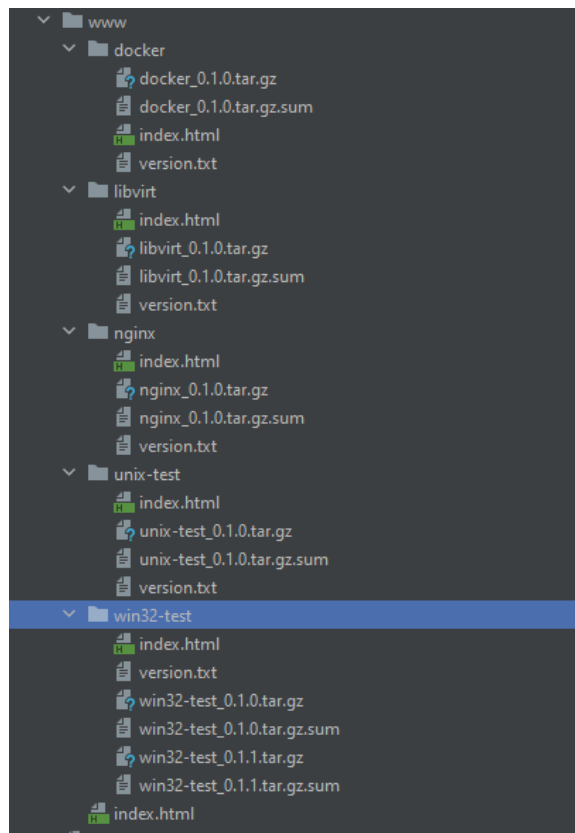 www
docker
docker_0.1.0.tar.gz
docker_0.1.0.tar.gz.sum
index.html
version.txt
libvirt
index.html
libvirt_0.1.0.tar.gz
libvirt_0.1.0.tar.gz.sum
version.txt
nginx
index.html
nginx_0.1.0.tar.gz
nginx_0.1.0.tar.gz.sum
version.txt
unix-test
index.html
unix-test_0.1.0.tar.gz
unix-test_0.1.0.tar.gz.sum
version.txt
win32-test
index.html
version.txt
win32-test_0.1.0.tar.gz
win32-test_0.1.0.tar.gz.sum
win32-test_0.1.1.tar.gz
win32-test_0.1.1.tar.gz.sum
index.html